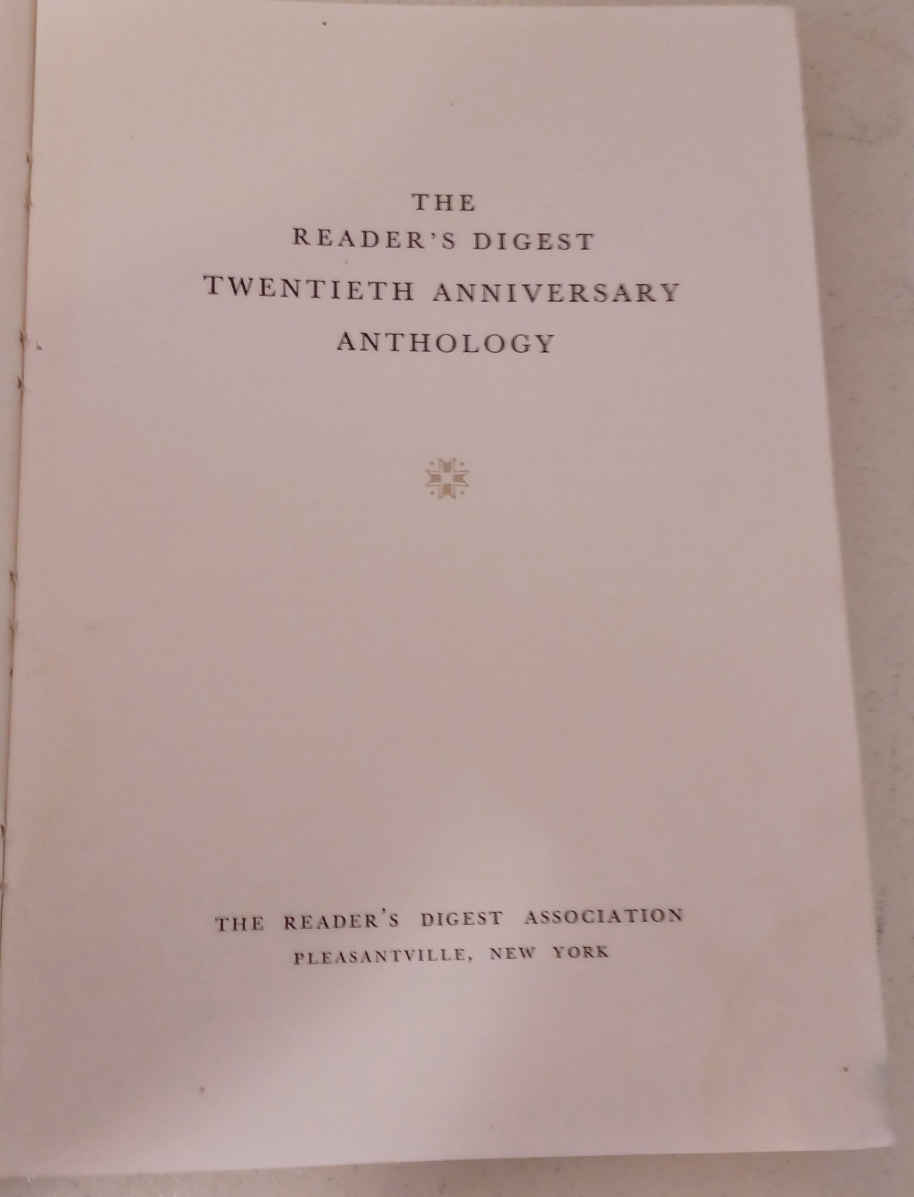 THE
READER'S DIGEST
TWENTIETH ANNIVERSARY
ANTHOLOGY
THE READER'S DIGEST ASSOCIATION
PLEASANTVILLE, NEW YORK